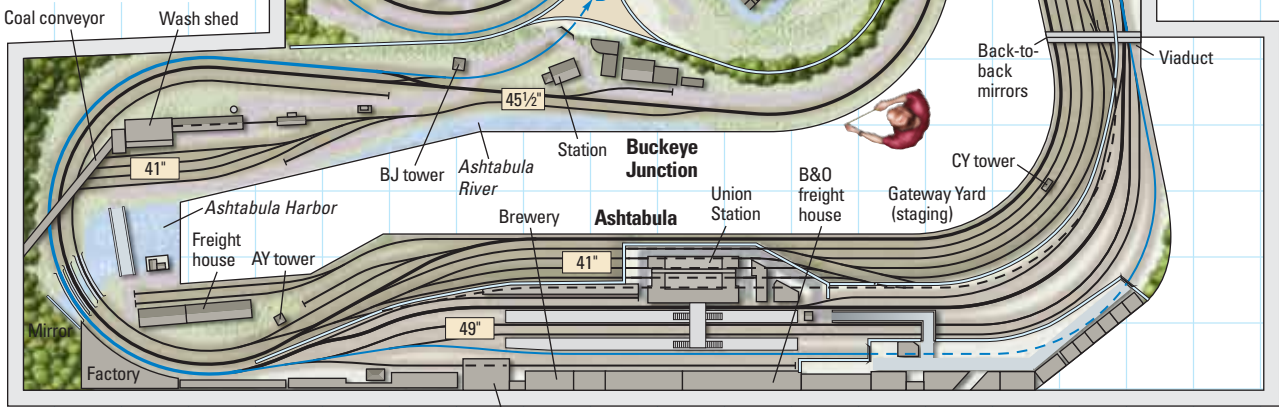 Coal conveyor
Wash shed
Back-to-
back
mirrors
Viaduct
45½"
41"
BJ tower
Ashtabula
River
Station
Buckeye
Junction
CY tower
Ashtabula Harbor
Brewery
Ashtabula
Union
Station
B&O
freight
house
Gateway Yard
(staging)
Freight
house
AY tower
41"
Mirror
49"
Factory